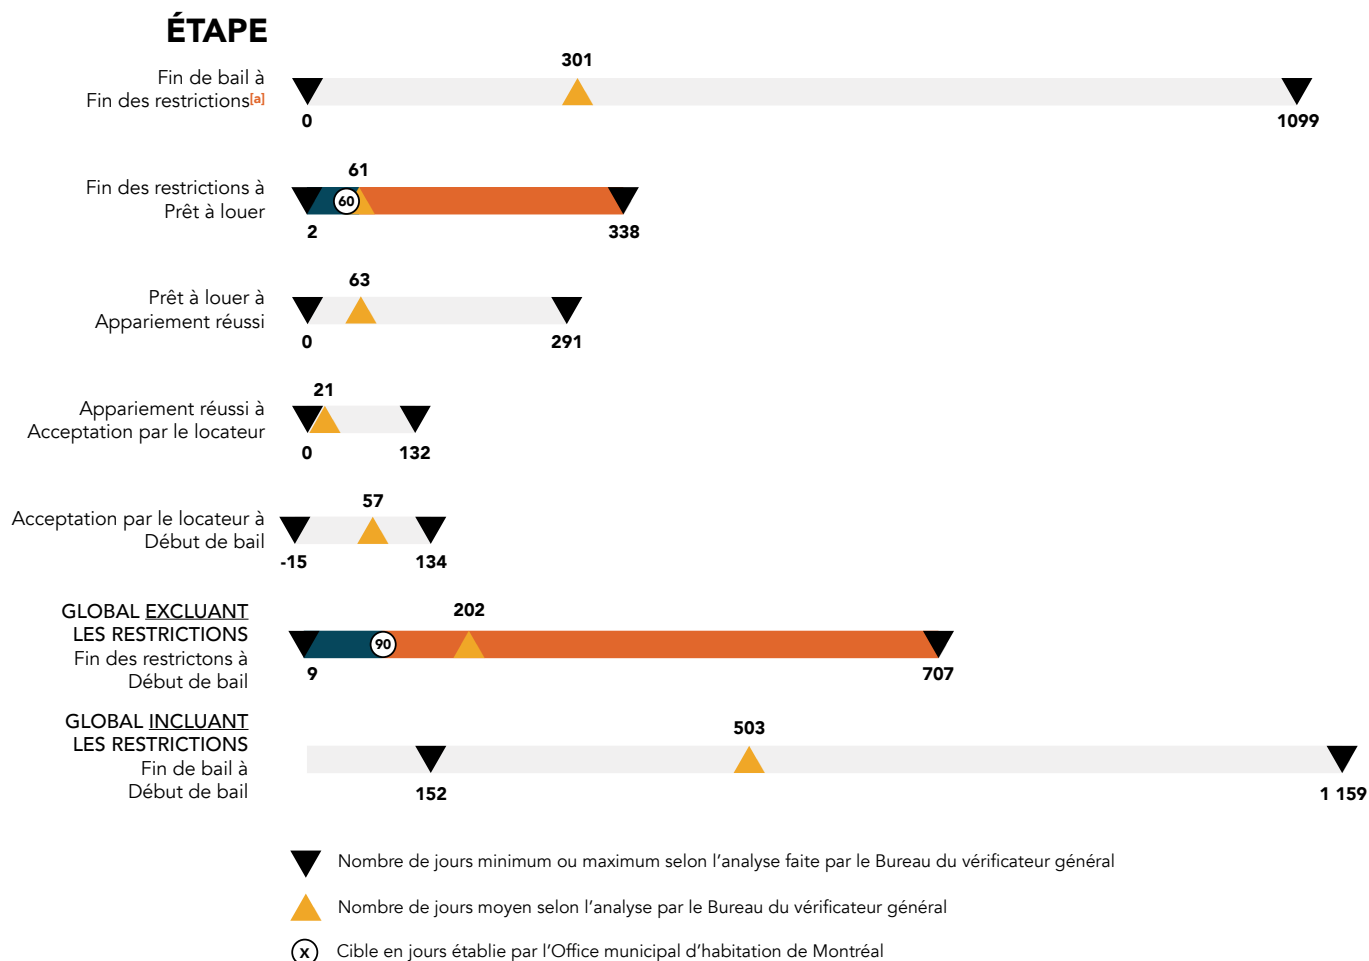 ÉTAPE
Fin de bail à
Fin des restrictions[a]
301
0
1099
Fin des restrictions à
Prêt à louer
61
60
2
338
Prêt à louer à
Appariement réussi
63
0
291
Appariement réussi à
Acceptation par le locateur
21
0
132
Acceptation par le locateur à
Début de bail
57
-15
134
GLOBAL EXCLUANT
LES RESTRICTIONS
Fin des restrictons à
Début de bail
202
90
9
707
GLOBAL INCLUANT
LES RESTRICTIONS
Fin de bail à
Début de bail
503
152
1 159
Nombre de jours minimum ou maximum selon l'analyse faite par le Bureau du vérificateur général
Nombre de jours moyen selon l'analyse par le Bureau du vérificateur général
x Cible en jours établie par l'Office municipal d'habitation de Montréal